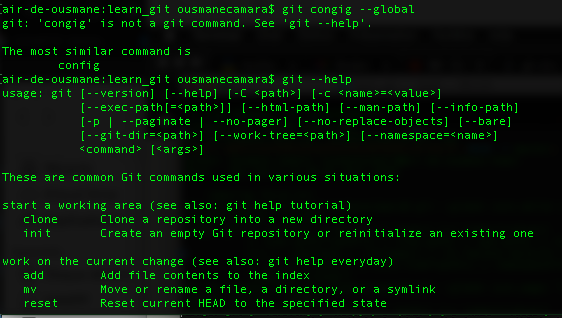 [air-de-ousmane:learn_git ousmanecamara$ git congig --global
git: 'congig' is not a git command. See 'git --help'.
The most similar command is
config
[air-de-ousmane:learn_git ousmanecamara$ git --help
usage: git [--version] [--help] [-C <path>] [-c <name>=<value>]
[--exec-path[=<path>]] [--html-path] [--man-path] [--info-path]
[-p | --paginate | --no-pager] [--no-replace-objects] [--bare]
[--git-dir=<path>] [--work-tree=<path>] [--namespace=<name>]
<command> [<args>]
These are common Git commands used in various situations:
start a working area (see also: git help tutorial)
clone Clone a repository into a new directory
init Create an empty Git repository or reinitialize an existing one
work on the current change (see also: git help everyday)
add Add file contents to the index
mv Move or rename a file, a directory, or a symlink
reset Reset current HEAD to the specified state